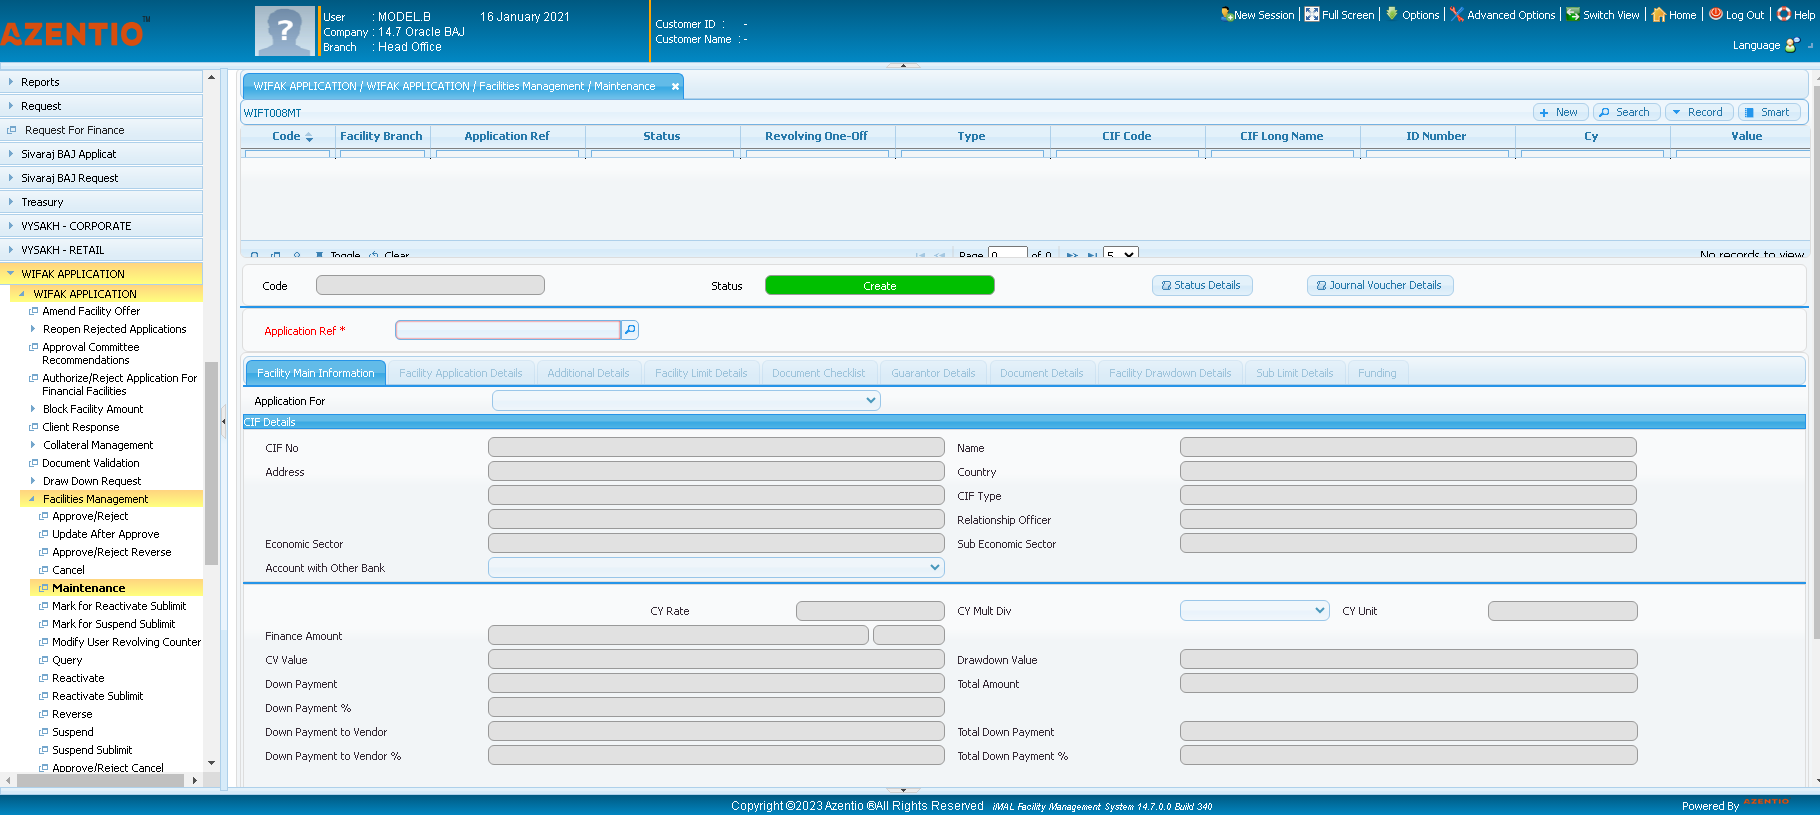 AZENTIO™
User : MODEL.B 16 January 2021
Company : 14.7 Oracle BAJ
Branch : Head Office
Customer ID : -
Customer Name : -
New Session | Full Screen | Options | Advanced Options | Switch View | Home | Log Out | Help
Language
Reports
Request
Request For Finance
Sivaraj BAJ Applicat
Sivaraj BAJ Request
Treasury
VYSAKH - CORPORATE
VYSAKH - RETAIL
WIFAK APPLICATION
WIFAK APPLICATION
Amend Facility Offer
Reopen Rejected Applications
Approval Committee
Recommendations
Authorize/Reject Application For
Financial Facilities
Block Facility Amount
Client Response
Collateral Management
Document Validation
Draw Down Request
Facilities Management
Approve/Reject
Update After Approve
Approve/Reject Reverse
Cancel
Maintenance
Mark for Reactivate Sublimit
Mark for Suspend Sublimit
Modify User Revolving Counter
Query
Reactivate
Reactivate Sublimit
Reverse
Suspend
Suspend Sublimit
Approve/Reject Cancel
WIFAK APPLICATION / WIFAK APPLICATION / Facilities Management / Maintenance
WIFT008MT
New Search Record Smart
Code Facility Branch Application Ref Status Revolving One-Off Type CIF Code CIF Long Name ID Number Cy Value
Toggle Clear Page 0 of 0 5 No records to view
Code Status Create Status Details Journal Voucher Details
Application Ref *
Facility Main Information Facility Application Details Additional Details Facility Limit Details Document Checklist Guarantor Details Document Details Facility Drawdown Details Sub Limit Details Funding
Application For
CIF Details
CIF No Name
Address Country
CIF Type
Relationship Officer
Economic Sector Sub Economic Sector
Account with Other Bank
CY Rate CY Mult Div CY Unit
Finance Amount
CV Value Drawdown Value
Down Payment Total Amount
Down Payment %
Down Payment to Vendor Total Down Payment
Down Payment to Vendor % Total Down Payment %
Copyright ©2023 Azentio ®All Rights Reserved iMAL Facility Management System 14.7.0.0 Build 340
Powered By AZENTIO